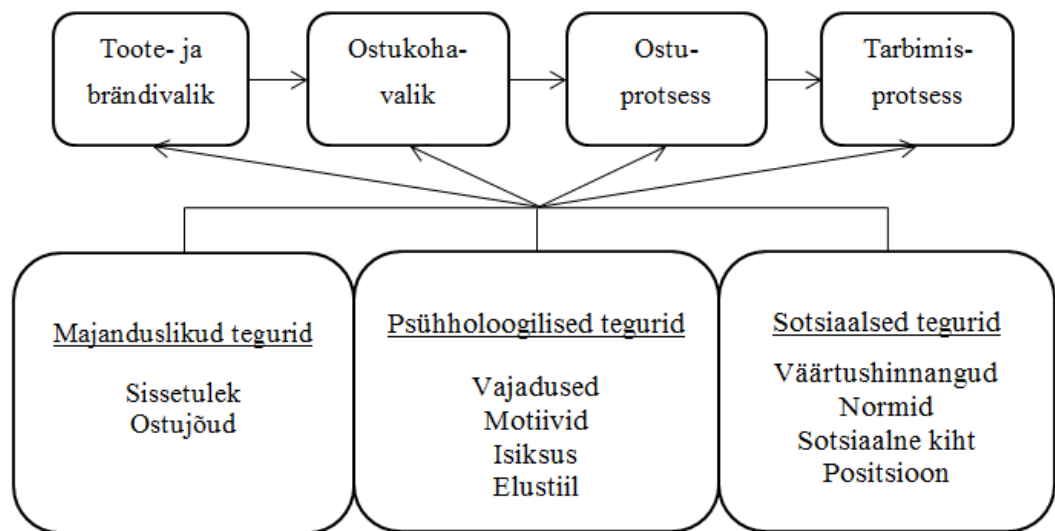 Toote- ja
brändivalik
Ostukoha-
valik
Ostu-
protsess
Tarbimis-
protsess
Majanduslikud tegurid
Sissetulek
Ostujõud
Psühholoogilised tegurid
Vajadused
Motiivid
Isiksus
Elustiil
Sotsiaalsed tegurid
Väärtushinnangud
Normid
Sotsiaalne kiht
Positsioon